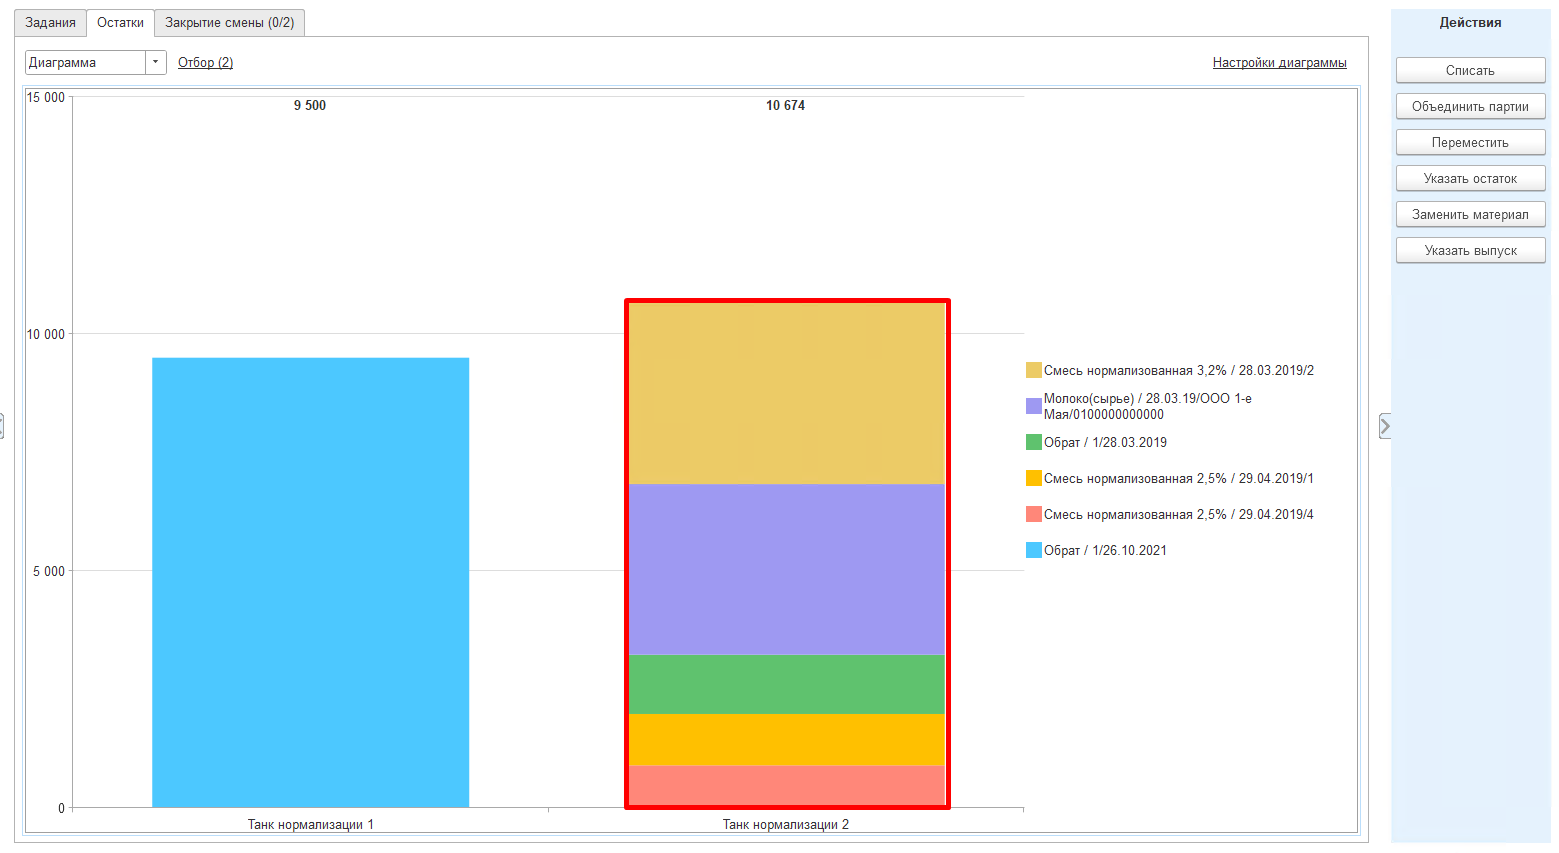 Задания
Остатки
Закрытие смены (0/2)
Диаграмма
Отбор (2)
Настройки диаграммы
15 000
10 000
5 000
0
9 500
10 674
Танк нормализации 1
Танк нормализации 2
Смесь нормализованная 3,2% / 28.03.2019/2
Молоко(сырье) / 28.03.19/ООО 1-е
Мая/0100000000000
Обрат / 1/28.03.2019
Смесь нормализованная 2,5% / 29.04.2019/1
Смесь нормализованная 2,5% / 29.04.2019/4
Обрат / 1/26.10.2021
Действия
Списать
Объединить партии
Переместить
Указать остаток
Заменить материал
Указать выпуск